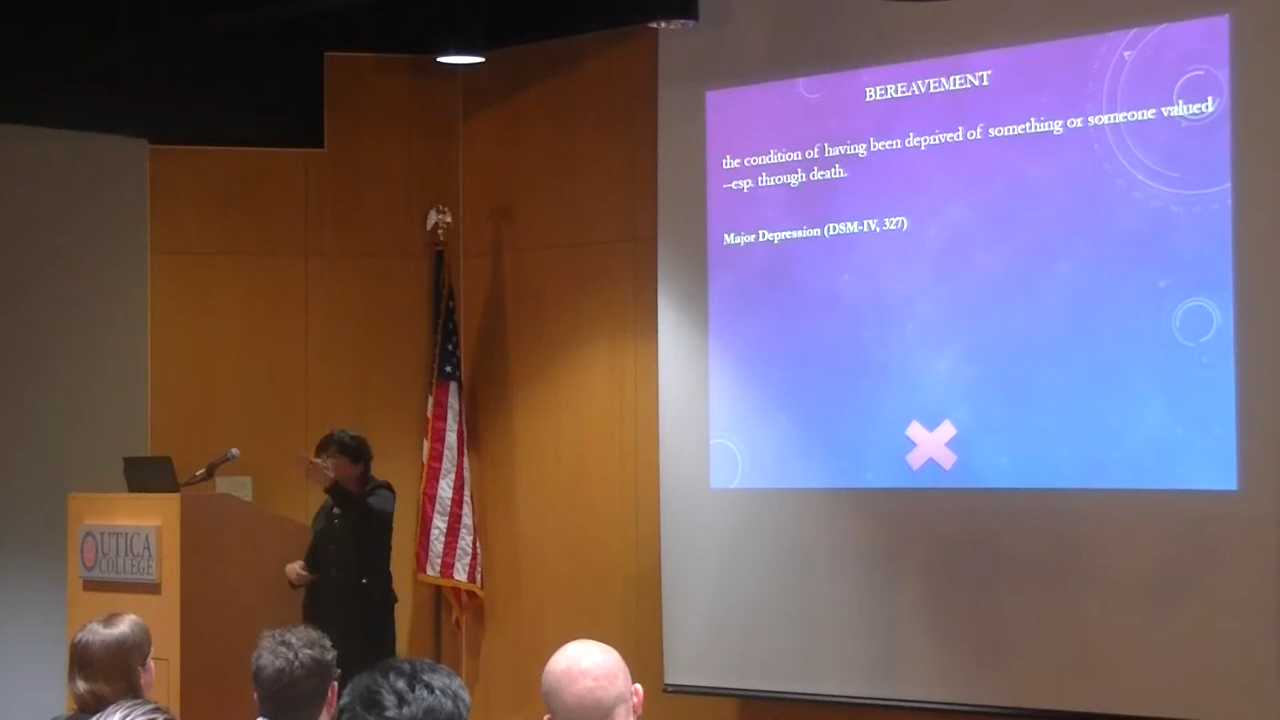 BEREAVEMENT
the condition of having been deprived of something or someone valued
--esp. through death.
Major Depression (DSM-IV, 327)
UTICA
COLLEGE